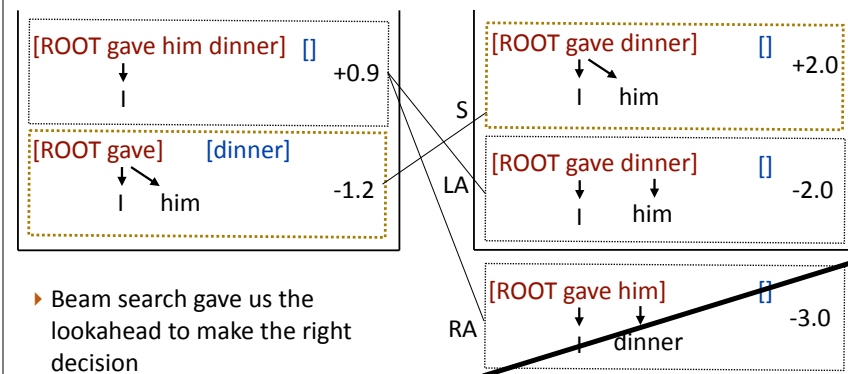 [ROOT gave him dinner] []
+0.9
I
[ROOT gave] [dinner]
-1.2
I him
S
LA
RA
[ROOT gave dinner] []
+2.0
I him
[ROOT gave dinner] []
-2.0
I him
[ROOT gave him] []
-3.0
I dinner
Beam search gave us the
lookahead to make the right
decision